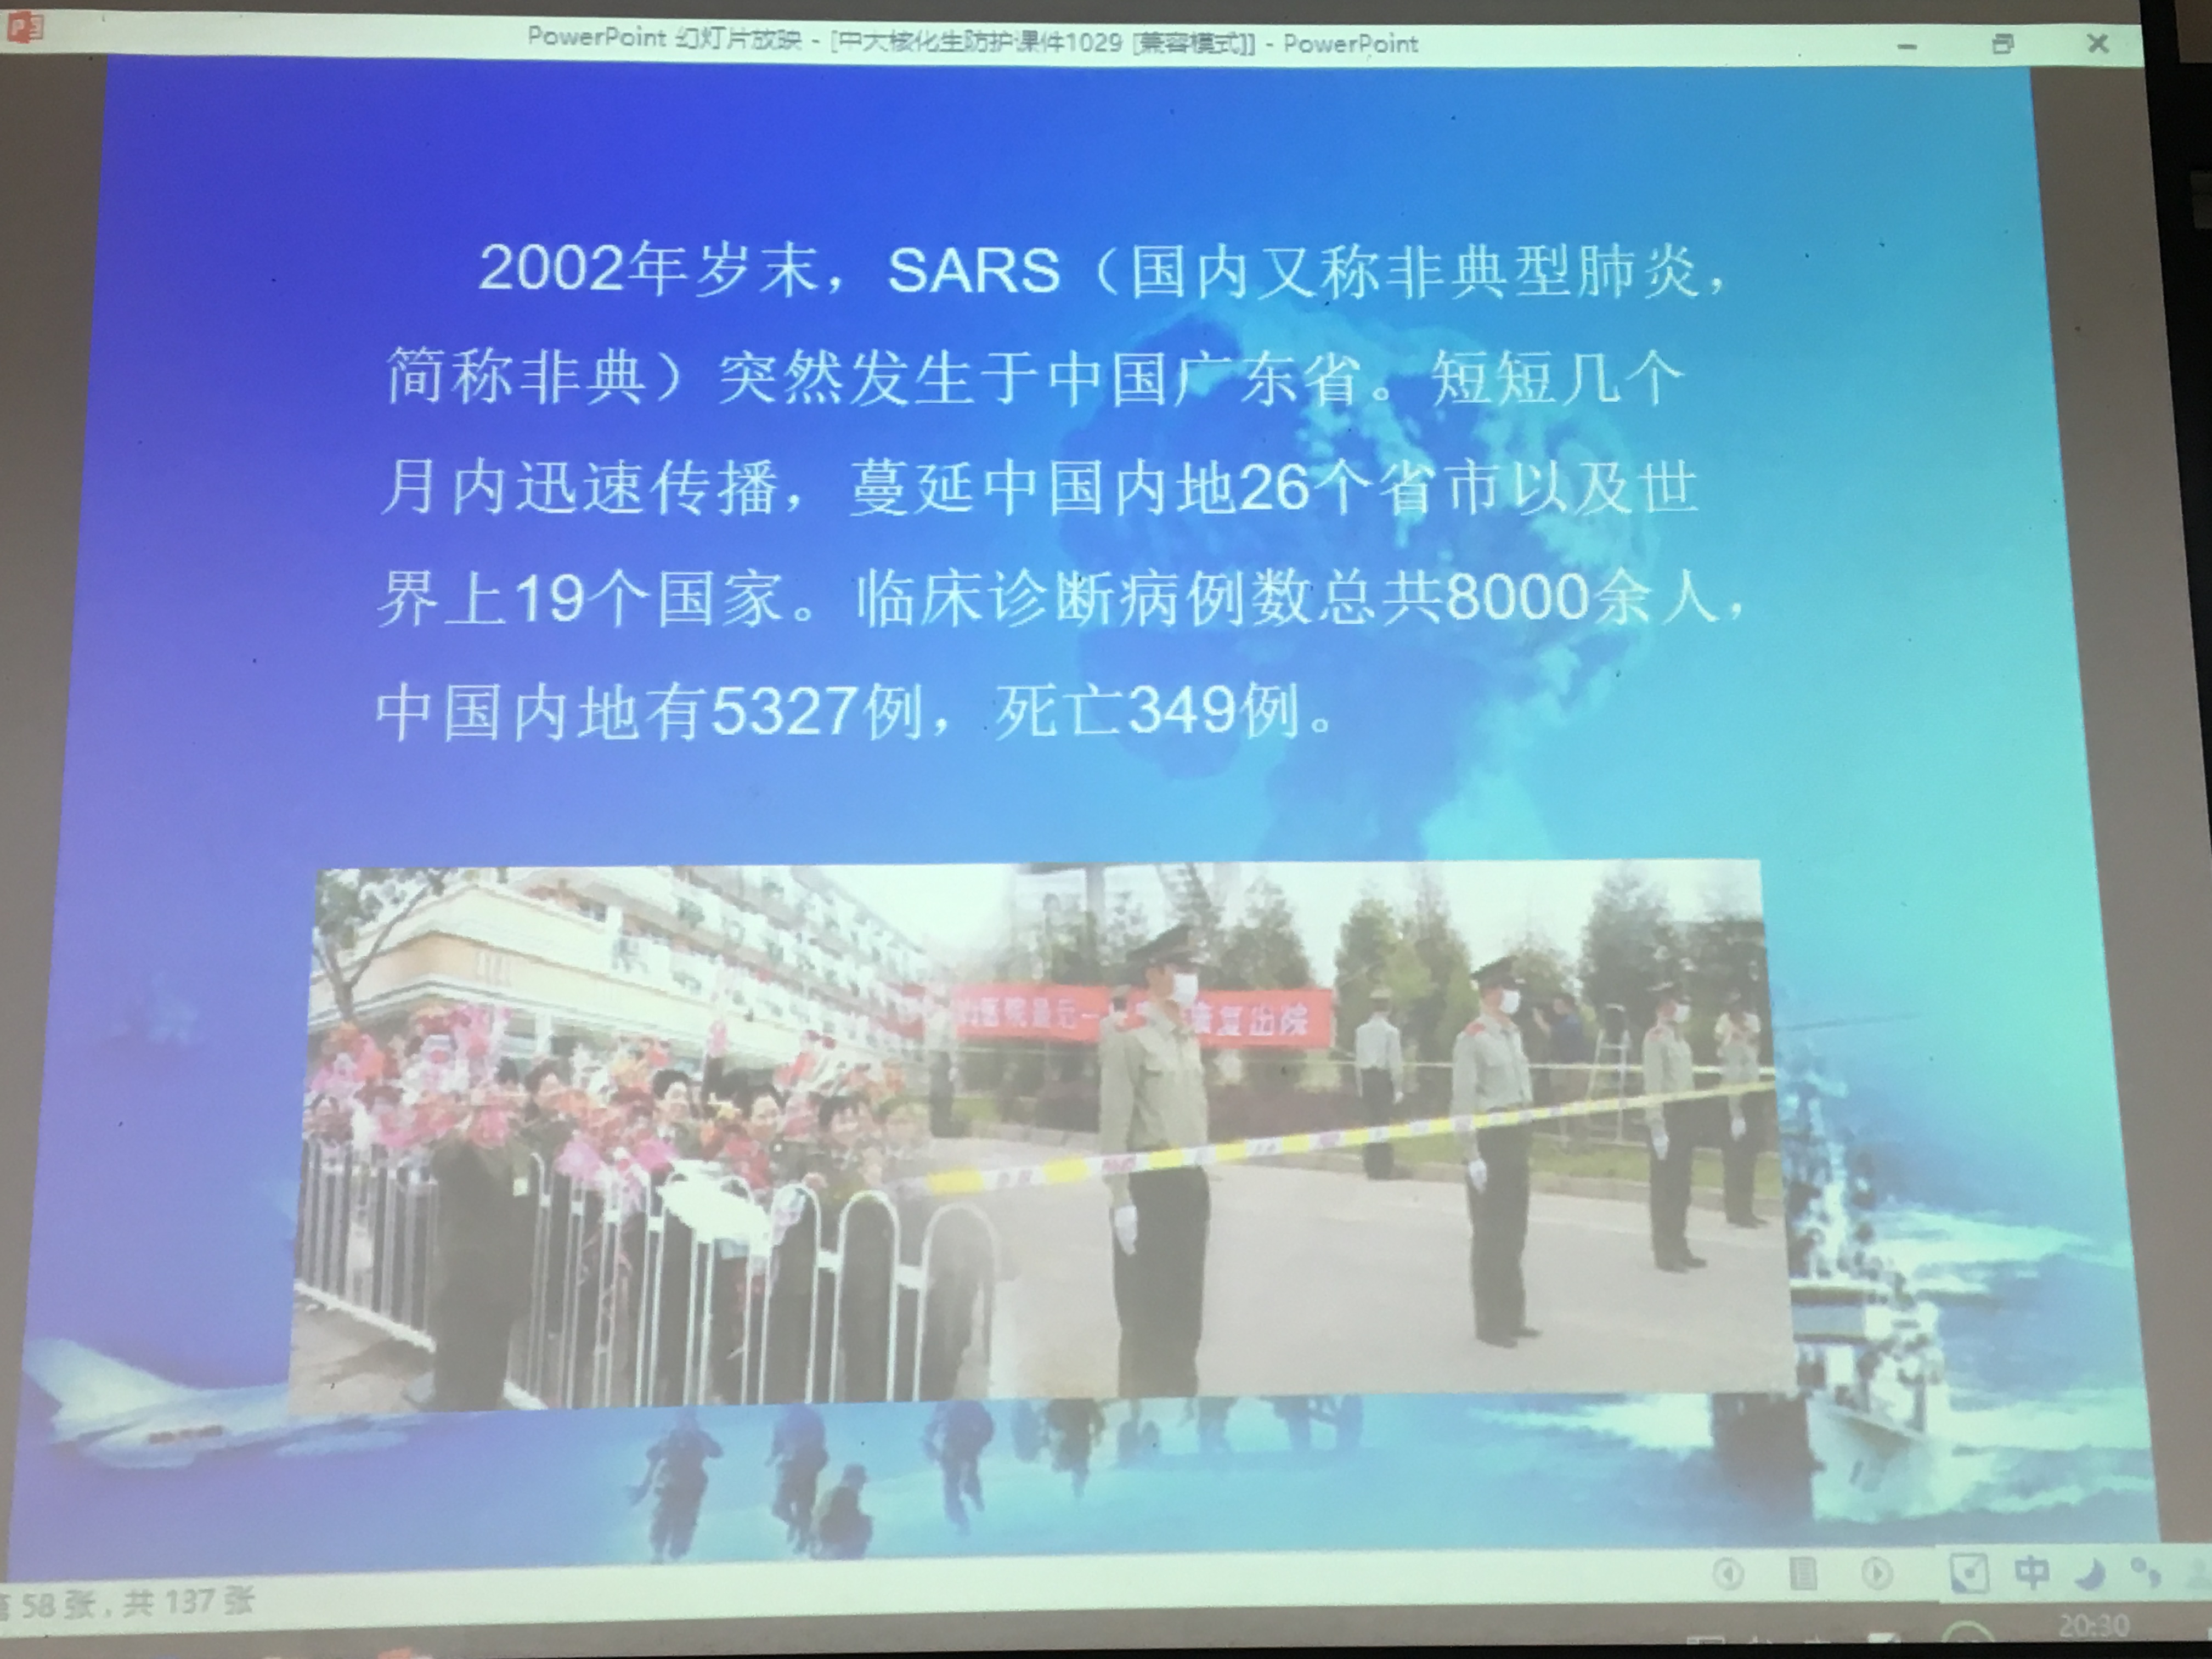 PowerPoint 幻灯片放映 - [中大核化生防护课件1029 [兼容模式]] - PowerPoint
2002年岁末，SARS（国内又称非典型肺炎，
简称非典）突然发生于中国广东省。短短几个
月内迅速传播，蔓延中国内地26个省市以及世
界上19个国家。临床诊断病例数总共8000余人，
中国内地有5327例，死亡349例。
医院最后一
康复出院
第 58 张，共 137 张
中
20:30